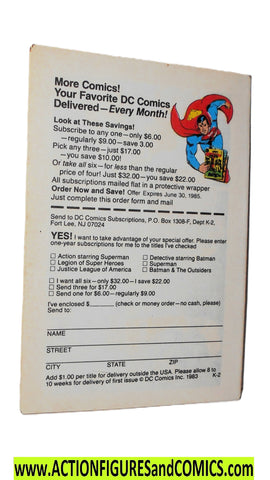 More Comics!
Your Favorite DC Comics
Delivered—Every Month!
Look at These Savings!
Subscribe to any one—only $6.00
—regularly $9.00—save 3.00
Pick any three—just $17.00
—you save $10.00!
Or take all six—for less than the regular
price of four! Just $32.00—you save $22.00
All subscriptions mailed flat in a protective wrapper
Order Now and Save! Offer Expires June 30, 1985.
Just complete this order form and mail
Send to DC Comics Subscriptions, P.O. Box 1308-F, Dept K-2,
Fort Lee, NJ 07024
YES! I want to take advantage of your special offer. Please enter
one-year subscriptions for me to the titles I've checked
Action starring Superman
Legion of Super Heroes
Justice League of America
Detective starring Batman
Superman
Batman & The Outsiders
I want all six—only $32.00—I save $22.00
Send three for $17.00
Send one for $6.00—regularly $9.00
I've enclosed $ (check or money order—no cash, please)
Send to:
NAME
STREET
CITY STATE ZIP
Add $1.00 per title for delivery outside the USA. Please allow 8 to
10 weeks for delivery of first issue © DC Comics Inc. 1983 K-2
www.ACTIONFIGURESandCOMICS.com